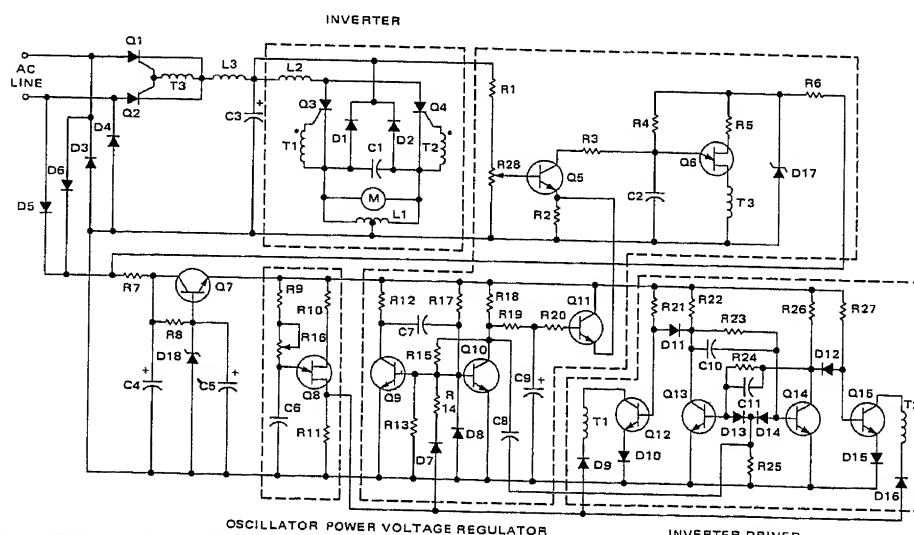 INVERTER
Q1
AC
LINE
Q2
T3
L3
L2
C3
Q3
Q4
T1
D1
C1
D2
T2
M
L1
D5
D6
D3
D4
R1
R28
Q5
R2
R3
R4
R5
Q6
C2
T3
D17
R6
R7
Q7
R8
D18
C4
C5
R9
R10
R16
Q8
C6
R11
R12
R17
C7
R18
R19
R20
Q11
R15
Q10
Q9
R
14
R13
D7
D8
C8
C9
T1
D9
Q12
D10
R21
D11
R22
R23
C10
R24
C11
D12
R26
R27
Q13
D13
D14
Q14
Q15
R25
D15
D16
OSCILLATOR POWER VOLTAGE REGULATOR
INVERTER DRIVER